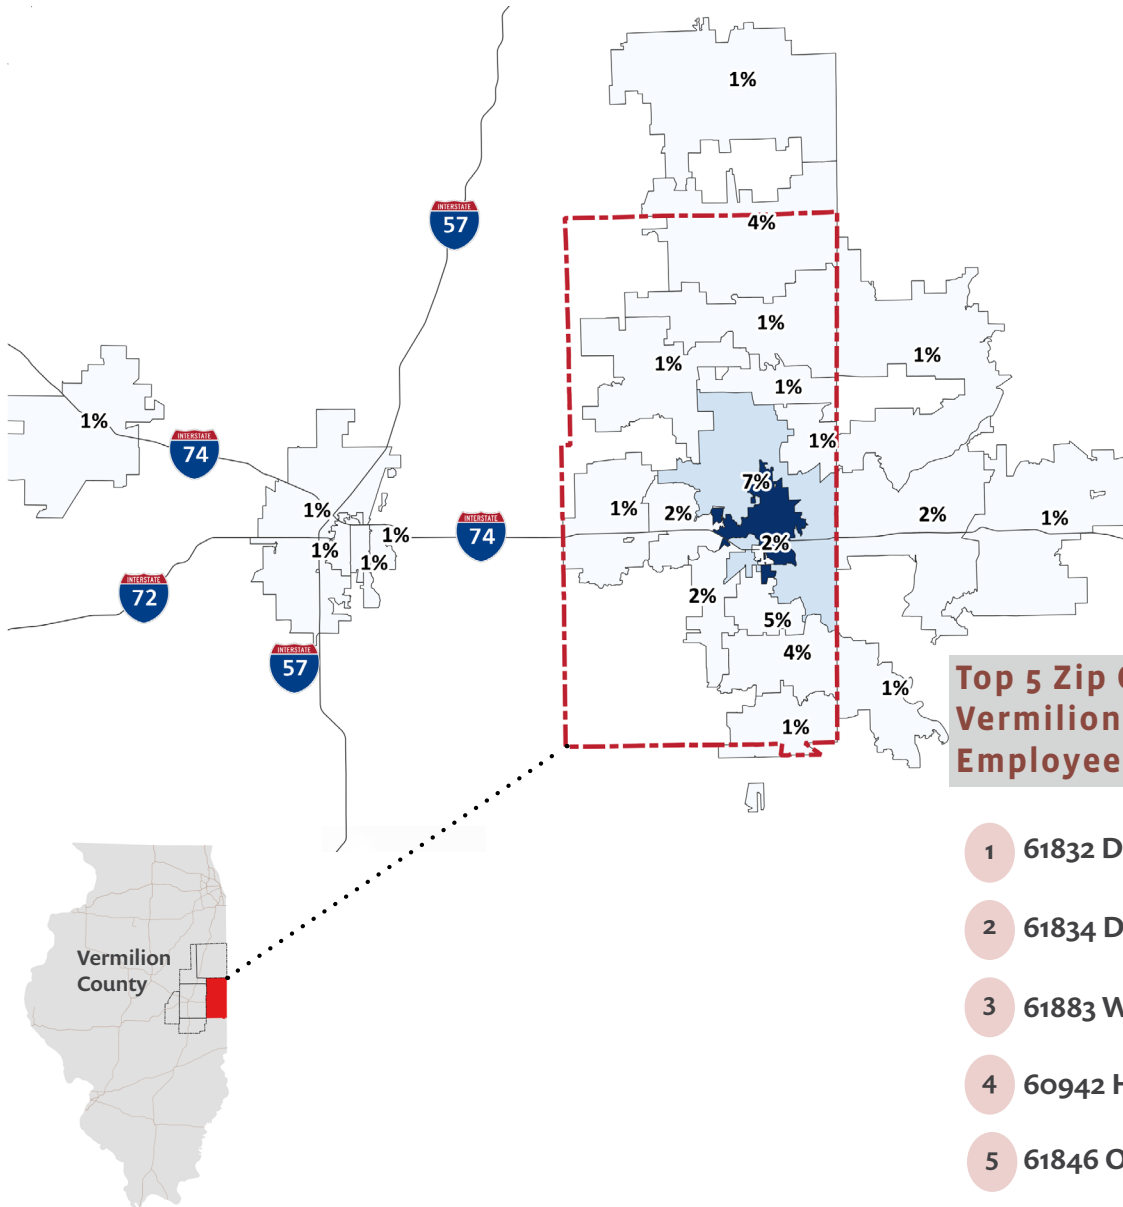 1%
INTERSTATE
57
4%
1%
1%
1%
1%
1%
1%
INTERSTATE
74
7%
1%
1%
2%
2%
1%
INTERSTATE
74
1%
1%
2%
1%
INTERSTATE
72
2%
5%
INTERSTATE
57
4%
1%
1%
Top 5 Zip
Vermilion
Employee
1 61832 D
2 61834 D
3 61883 W
4 60942 H
5 61846 O
Vermilion
County